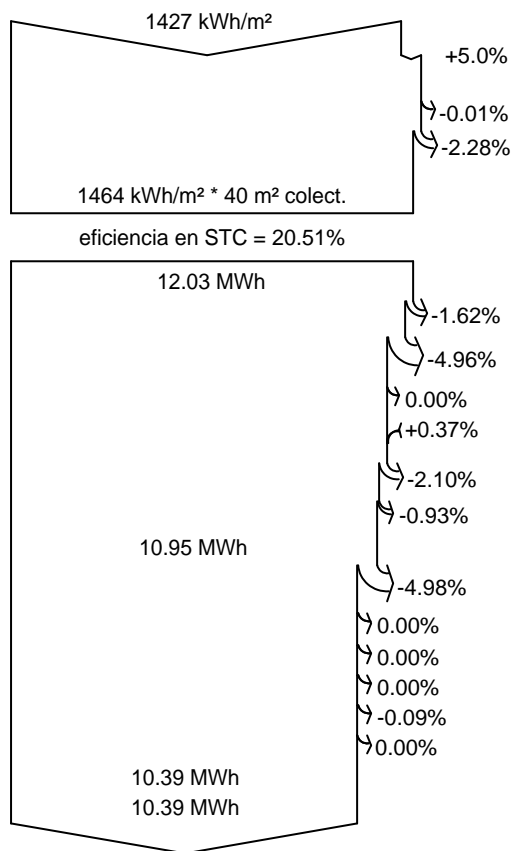 1427 kWh/m²
+5.0%
-0.01%
-2.28%
1464 kWh/m² * 40 m² colect.
eficiencia en STC = 20.51%
12.03 MWh
-1.62%
-4.96%
0.00%
+0.37%
-2.10%
-0.93%
10.95 MWh
-4.98%
0.00%
0.00%
0.00%
-0.09%
0.00%
10.39 MWh
10.39 MWh